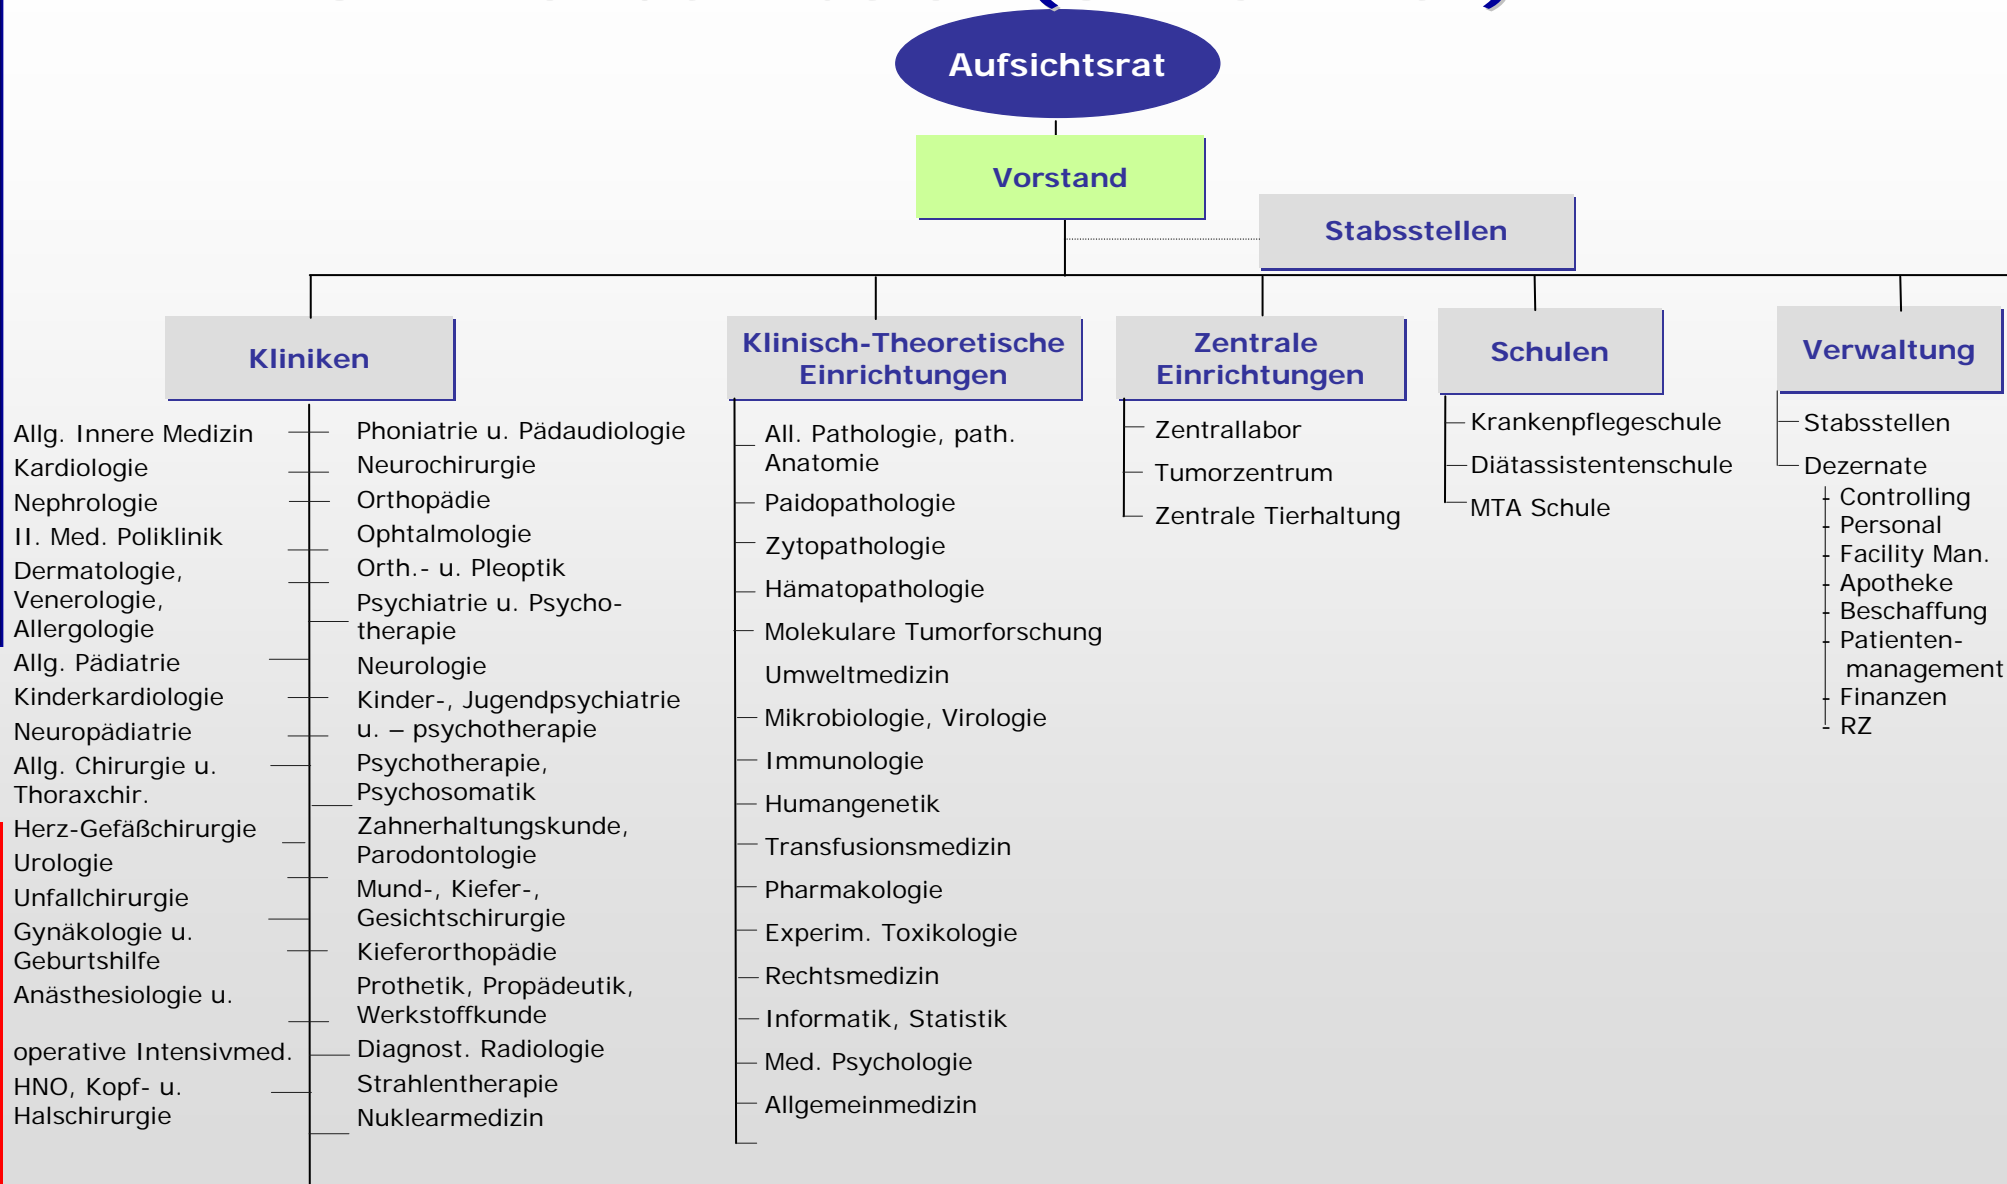 Aufsichtsrat
Vorstand
Stabsstellen
Kliniken
Allg. Innere Medizin
Kardiologie
Nephrologie
II. Med. Poliklinik
Dermatologie,
Venerologie,
Allergologie
Allg. Pädiatrie
Kinderkardiologie
Neuropädiatrie
Allg. Chirurgie u.
Thoraxchir.
Herz-Gefäßchirurgie
Urologie
Unfallchirurgie
Gynäkologie u.
Geburtshilfe
Anästhesiologie u.
operative Intensivmed.
HNO, Kopf- u.
Halschirurgie
Phoniatrie u. Pädaudiologie
Neurochirurgie
Orthopädie
Ophtalmologie
Orth.- u. Pleoptik
Psychiatrie u. Psycho-
therapie
Neurologie
Kinder-, Jugendpsychiatrie
u. – psychotherapie
Psychotherapie,
Psychosomatik
Zahnerhaltungskunde,
Parodontologie
Mund-, Kiefer-,
Gesichtschirurgie
Kieferorthopädie
Prothetik, Propädeutik,
Werkstoffkunde
Diagnost. Radiologie
Strahlentherapie
Nuklearmedizin
Klinisch-Theoretische
Einrichtungen
All. Pathologie, path.
Anatomie
Paidopathologie
Zytopathologie
Hämatopathologie
Molekulare Tumorforschung
Umweltmedizin
Mikrobiologie, Virologie
Immunologie
Humangenetik
Transfusionsmedizin
Pharmakologie
Experim. Toxikologie
Rechtsmedizin
Informatik, Statistik
Med. Psychologie
Allgemeinmedizin
Zentrale
Einrichtungen
Zentrallabor
Tumorzentrum
Zentrale Tierhaltung
Schulen
Krankenpflegeschule
Diätassistentenschule
MTA Schule
Verwaltung
Stabsstellen
Dezernate
- Controlling
- Personal
- Facility Man.
- Apotheke
- Beschaffung
- Patienten-
management
- Finanzen
- RZ